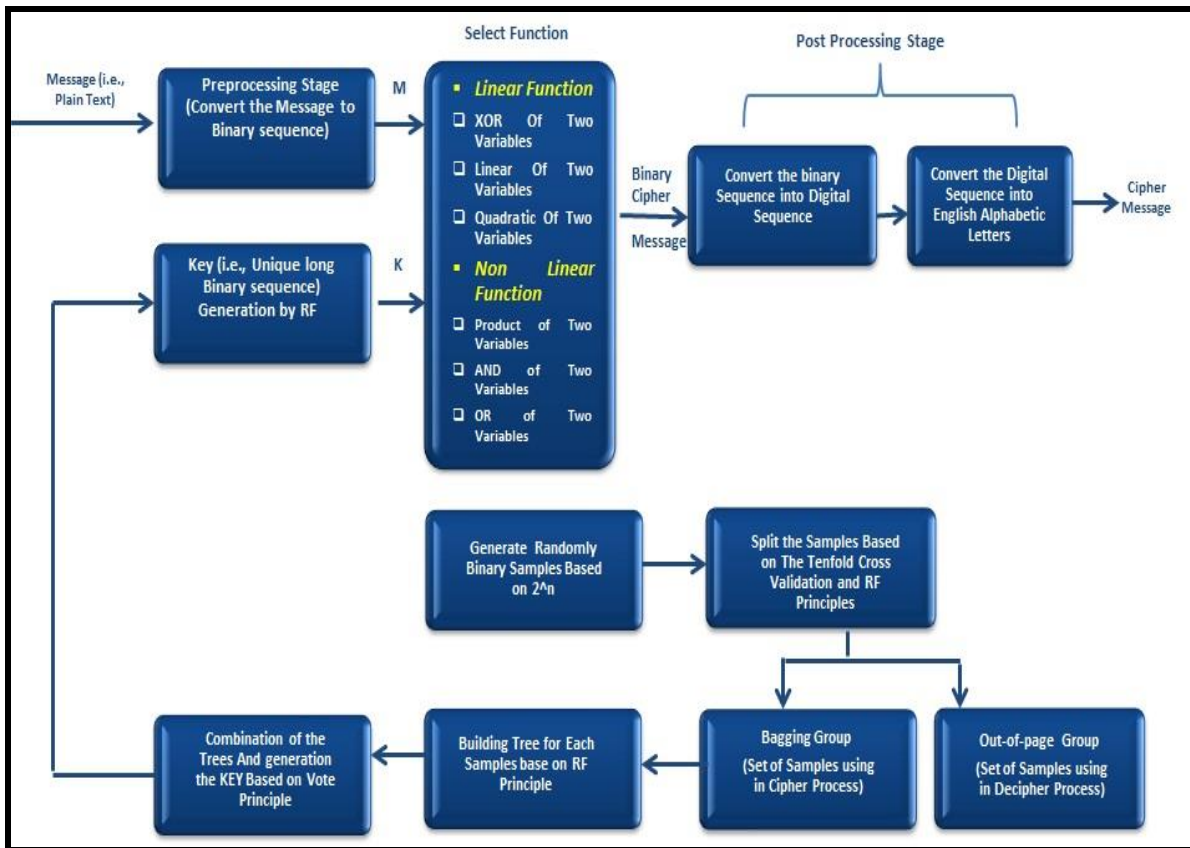 Select Function
Post Processing Stage
Message (i.e.,
Plain Text)
Preprocessing Stage
(Convert the Message to
Binary sequence)
M
▪ Linear Function
❑ XOR Of Two
Variables
❑ Linear Of Two
Variables
❑ Quadratic Of Two
Variables
▪ Non Linear
Function
❑ Product of Two
Variables
❑ AND of Two
Variables
❑ OR of Two
Variables
Key (i.e., Unique long
Binary sequence)
Generation by RF
K
Binary
Cipher
Message
Convert the binary
Sequence into Digital
Sequence
Convert the Digital
Sequence into
English Alphabetic
Letters
Cipher
Message
Generate Randomly
Binary Samples Based
on 2^n
Split the Samples Based
on The Tenfold Cross
Validation and RF
Principles
Combination of the
Trees And generation
the KEY Based on Vote
Principle
Building Tree for Each
Samples base on RF
Principle
Bagging Group
(Set of Samples using
in Cipher Process)
Out-of-page Group
(Set of Samples using
in Decipher Process)